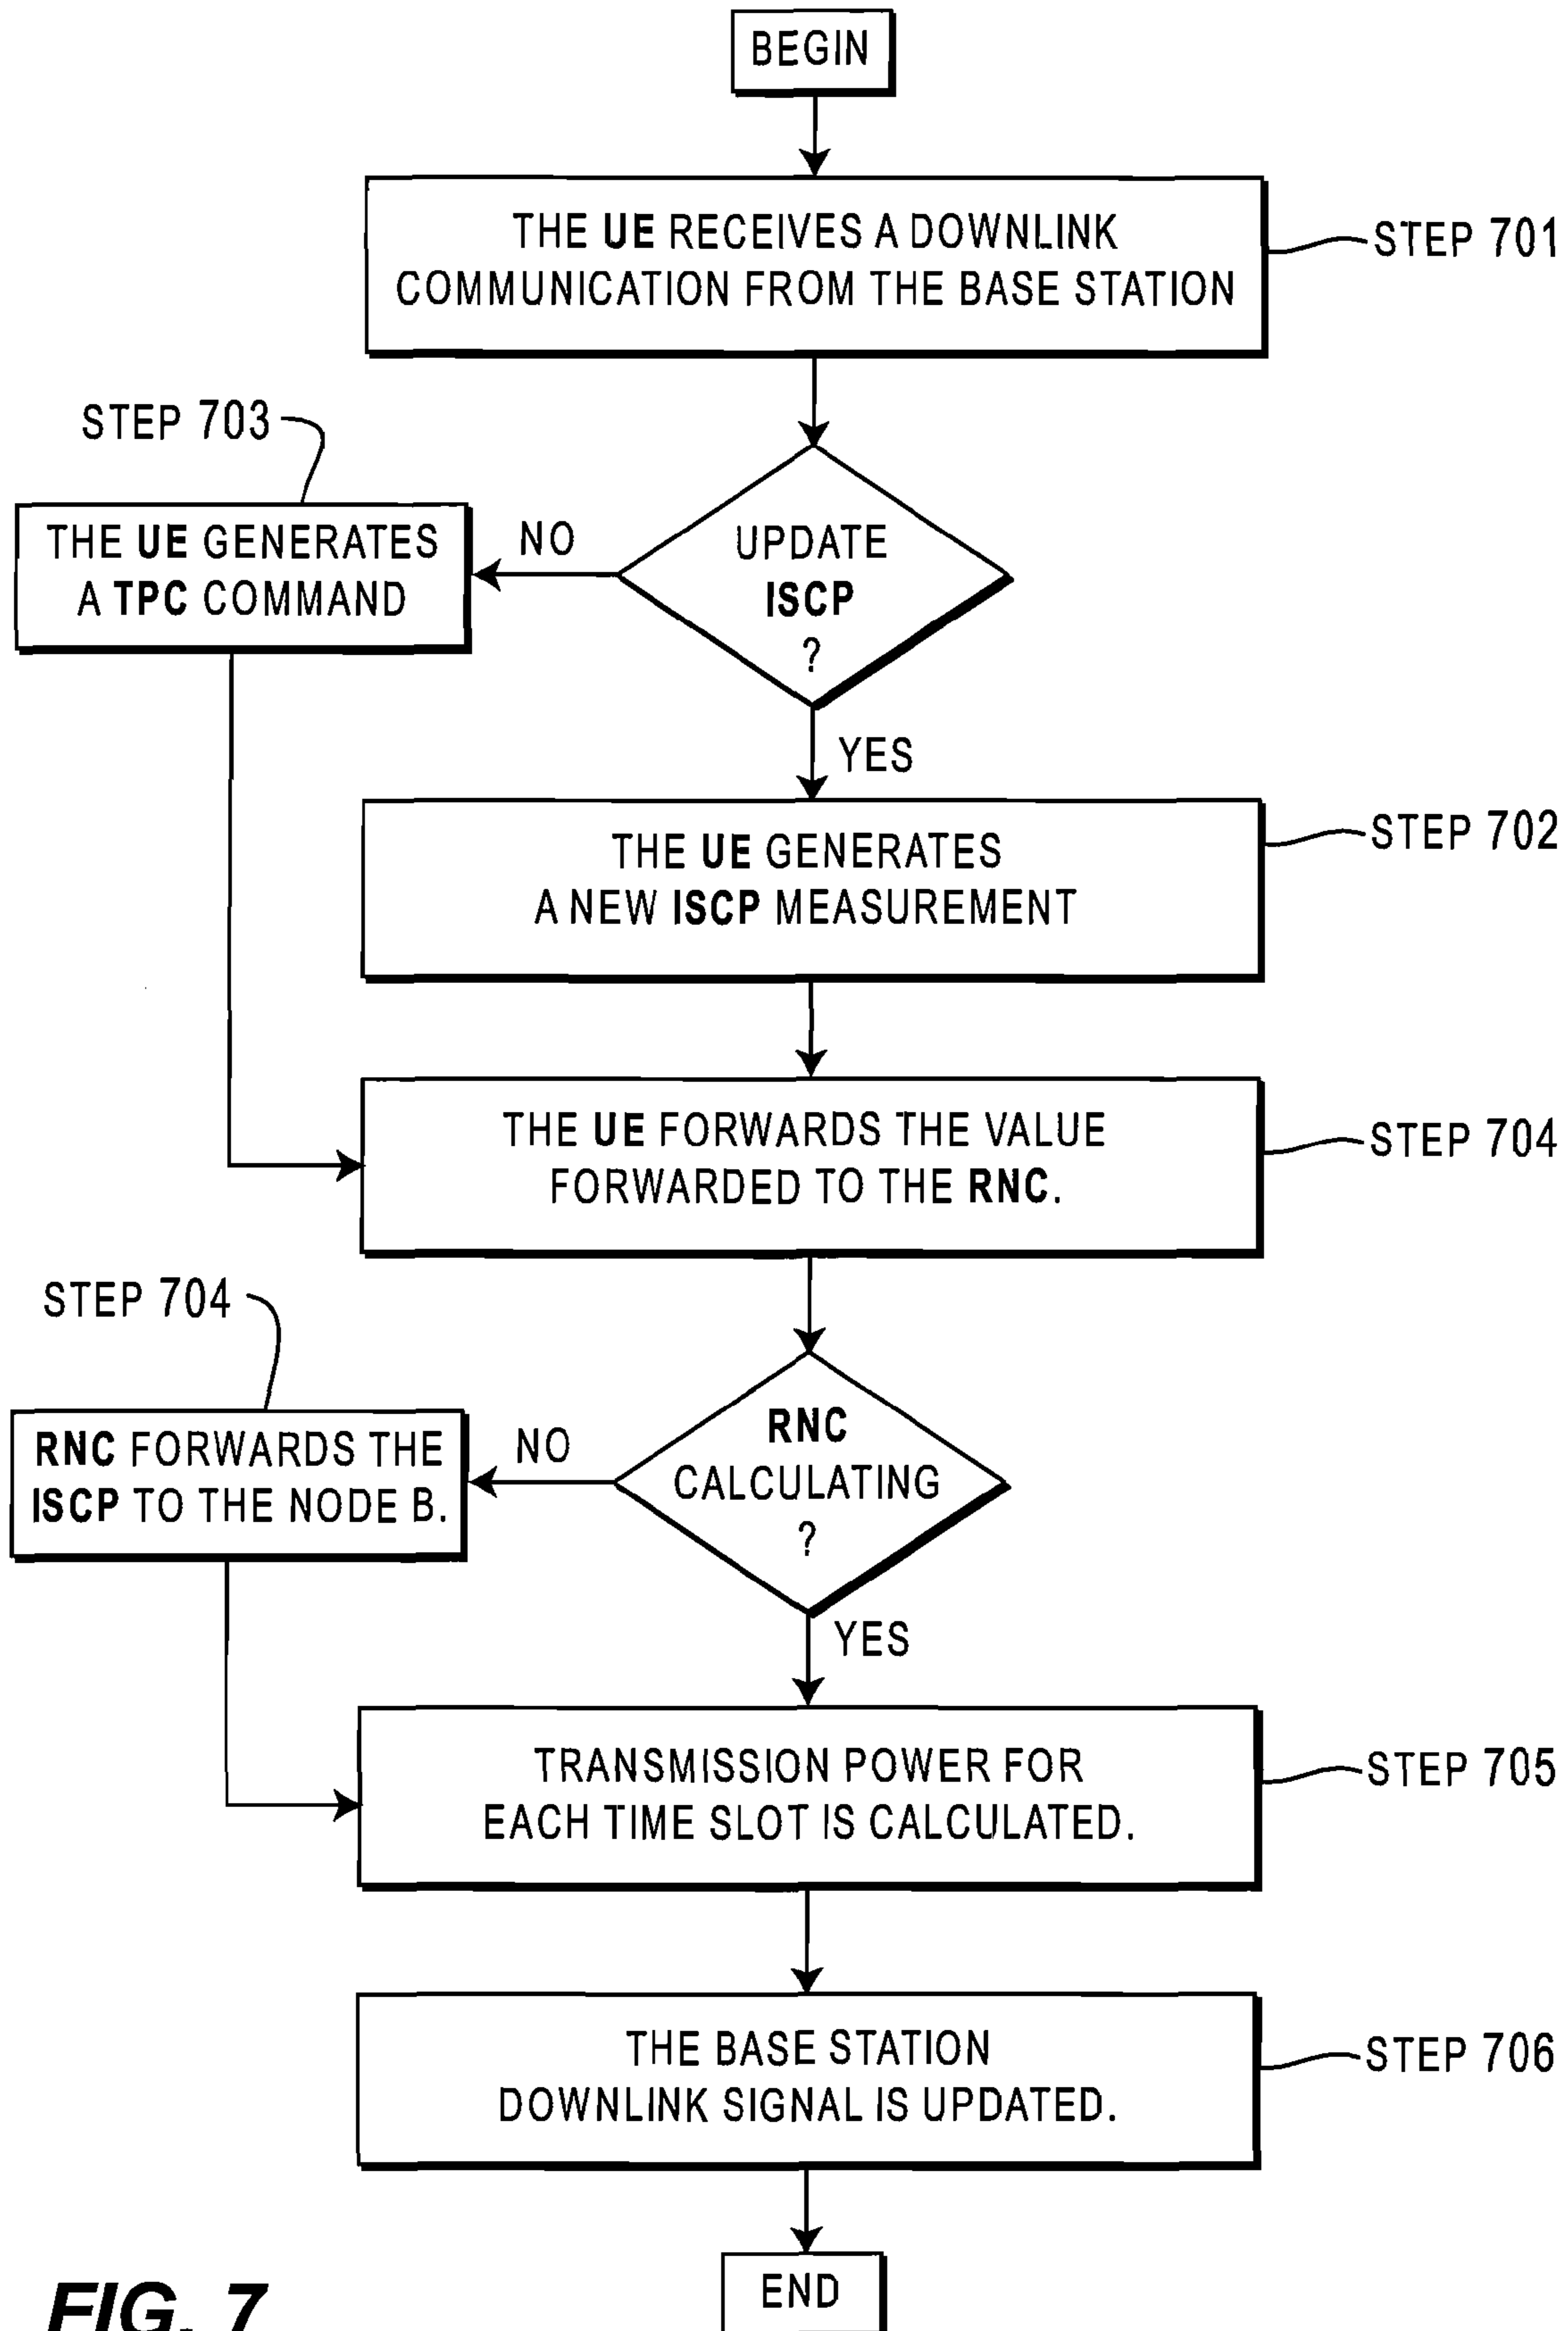 BEGIN
THE UE RECEIVES A DOWNLINK
COMMUNICATION FROM THE BASE STATION
STEP 701
STEP 703
THE UE GENERATES
A TPC COMMAND
NO
UPDATE
ISCP
?
YES
THE UE GENERATES
A NEW ISCP MEASUREMENT
STEP 702
THE UE FORWARDS THE VALUE
FORWARDED TO THE RNC.
STEP 704
STEP 704
RNC FORWARDS THE
ISCP TO THE NODE B.
NO
RNC
CALCULATING
?
YES
TRANSMISSION POWER FOR
EACH TIME SLOT IS CALCULATED.
STEP 705
THE BASE STATION
DOWNLINK SIGNAL IS UPDATED.
STEP 706
END
FIG. 7